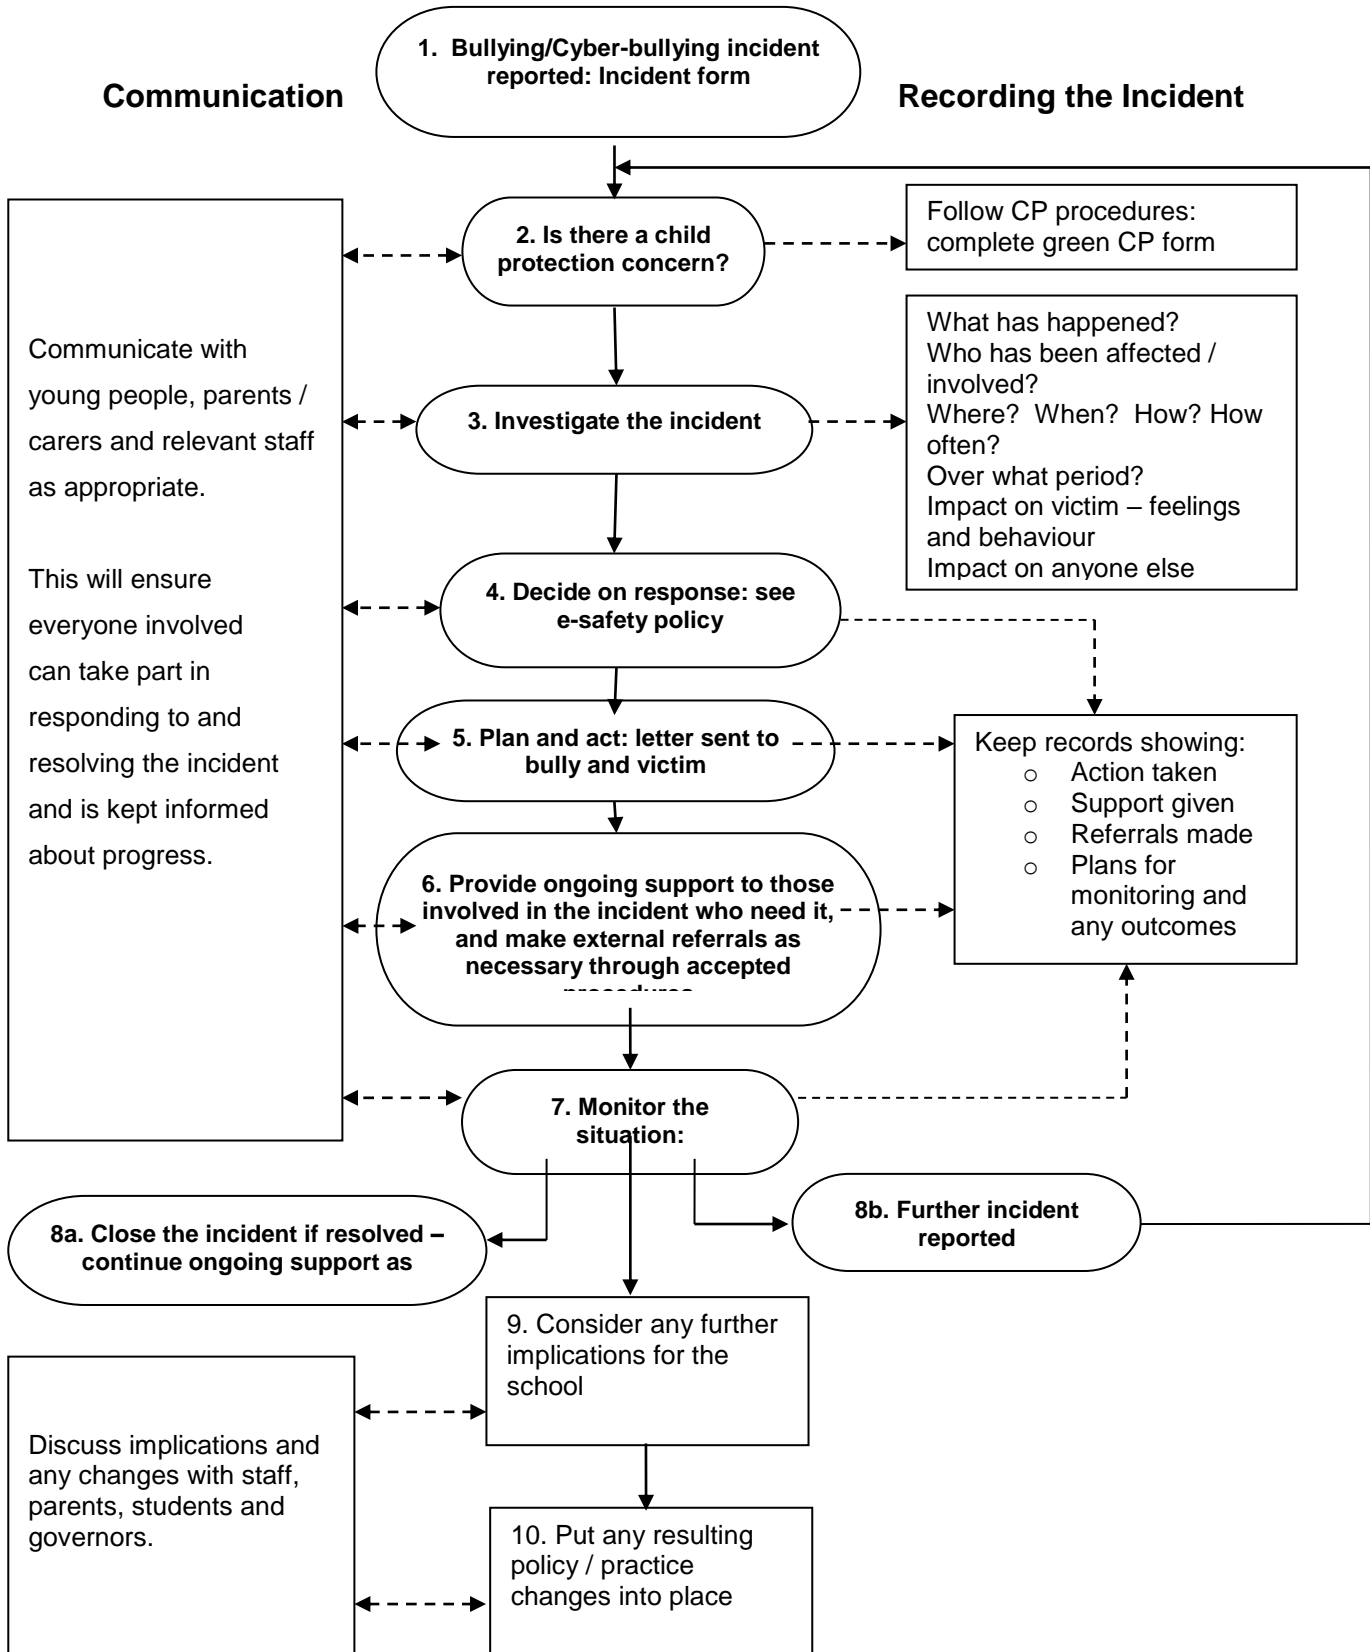 1. Bullying/Cyber-bullying incident
reported: Incident form
Communication
Recording the Incident
2. Is there a child
protection concern?
Follow CP procedures:
complete green CP form
Communicate with
young people, parents /
carers and relevant staff
as appropriate.
This will ensure
everyone involved
can take part in
responding to and
resolving the incident
and is kept informed
about progress.
3. Investigate the incident
What has happened?
Who has been affected /
involved?
Where? When? How? How
often?
Over what period?
Impact on victim – feelings
and behaviour
Impact on anyone else
4. Decide on response: see
e-safety policy
5. Plan and act: letter sent to
bully and victim
Keep records showing:
o Action taken
o Support given
o Referrals made
o Plans for
monitoring and
any outcomes
6. Provide ongoing support to those
involved in the incident who need it,
and make external referrals as
necessary through accepted
7. Monitor the
situation:
8a. Close the incident if resolved –
continue ongoing support as
8b. Further incident
reported
9. Consider any further
implications for the
school
Discuss implications and
any changes with staff,
parents, students and
governors.
10. Put any resulting
policy / practice
changes into place